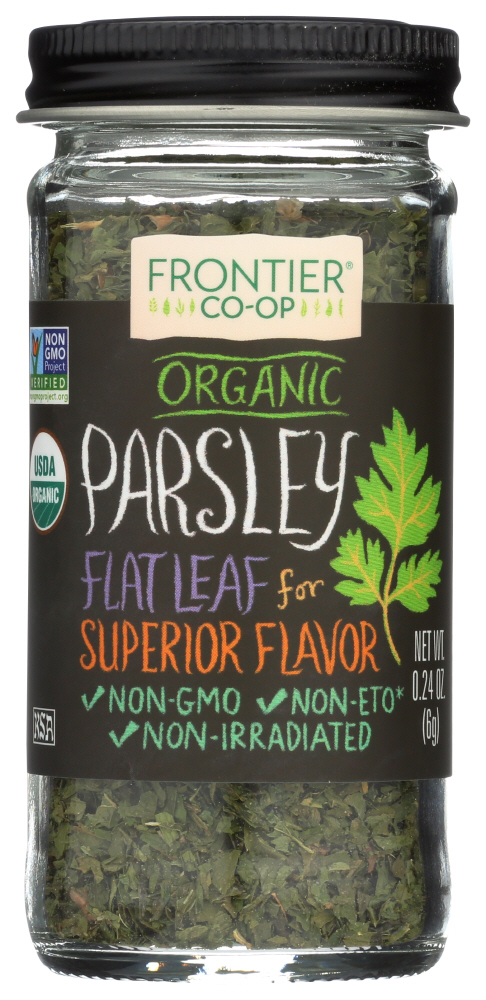 FRONTIER®
CO-OP
ORGANIC
NON
GMO
Project
VERIFIED
nongmoproject.org
USDA
ORGANIC
PARSLEY
FLAT LEAF for
SUPERIOR FLAVOR
NET WT.
0.24 OZ.
(6g)
✓NON-GMO ✓NON-ETO*
✓NON-IRRADIATED
KSA